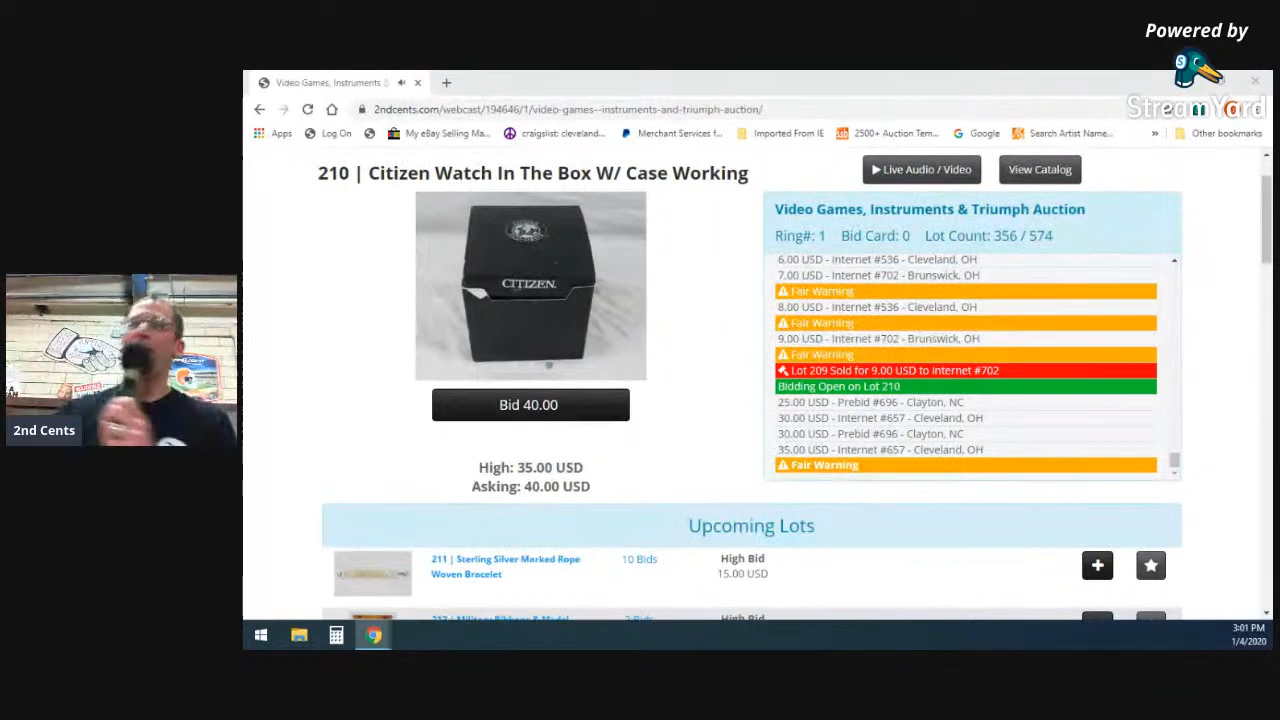 Powered by
StreamYard
Video Games, Instruments
2ndcents.com/webcast/194646/1/video-games--instruments-and-triumph-auction/
Apps
Log On
My eBay Selling Ma...
craigslist: cleveland...
Merchant Services f...
Imported From IE
2500+ Auction Tem...
Google
Search Artist Name...
»
Other bookmarks
210 | Citizen Watch In The Box W/ Case Working
Live Audio / Video
View Catalog
CITIZEN
Video Games, Instruments & Triumph Auction
Ring#: 1 Bid Card: 0 Lot Count: 356 / 574
6.00 USD - Internet #536 - Cleveland, OH
7.00 USD - Internet #702 - Brunswick, OH
Fair Warning
8.00 USD - Internet #536 - Cleveland, OH
Fair Warning
9.00 USD - Internet #702 - Brunswick, OH
Fair Warning
Lot 209 Sold for 9.00 USD to Internet #702
Bidding Open on Lot 210
25.00 USD - Prebid #696 - Clayton, NC
30.00 USD - Internet #657 - Cleveland, OH
30.00 USD - Prebid #696 - Clayton, NC
35.00 USD - Internet #657 - Cleveland, OH
Fair Warning
Bid 40.00
High: 35.00 USD
Asking: 40.00 USD
2nd Cents
Upcoming Lots
211 | Sterling Silver Marked Rope
Woven Bracelet
10 Bids
High Bid
15.00 USD
High Bid
3:01 PM
1/4/2020